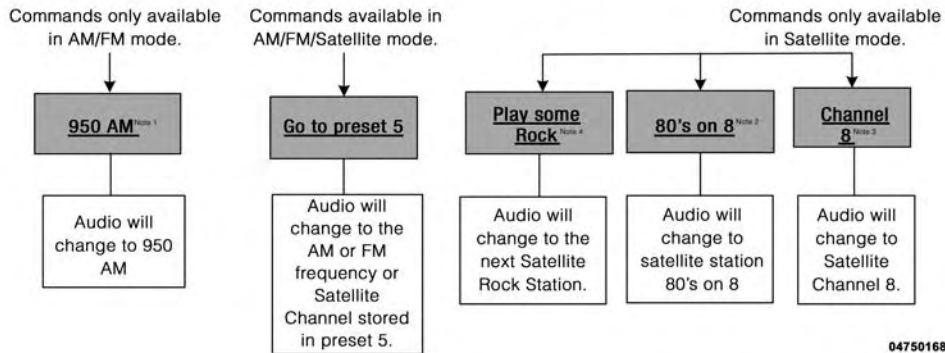 Commands only available
in AM/FM mode.
Commands available in
AM/FM/Satellite mode.
Commands only available
in Satellite mode.
950 AM Note 1
Go to preset 5
Play some
Rock Note 4
80's on 8 Note 2
Channel
8 Note 3
Audio will
change to 950
AM
Audio will
change to the
AM or FM
frequency or
Satellite
Channel stored
in preset 5.
Audio will
change to the
next Satellite
Rock Station.
Audio will
change to
satellite station
80's on 8
Audio will
change to
Satellite
Channel 8.
04750168